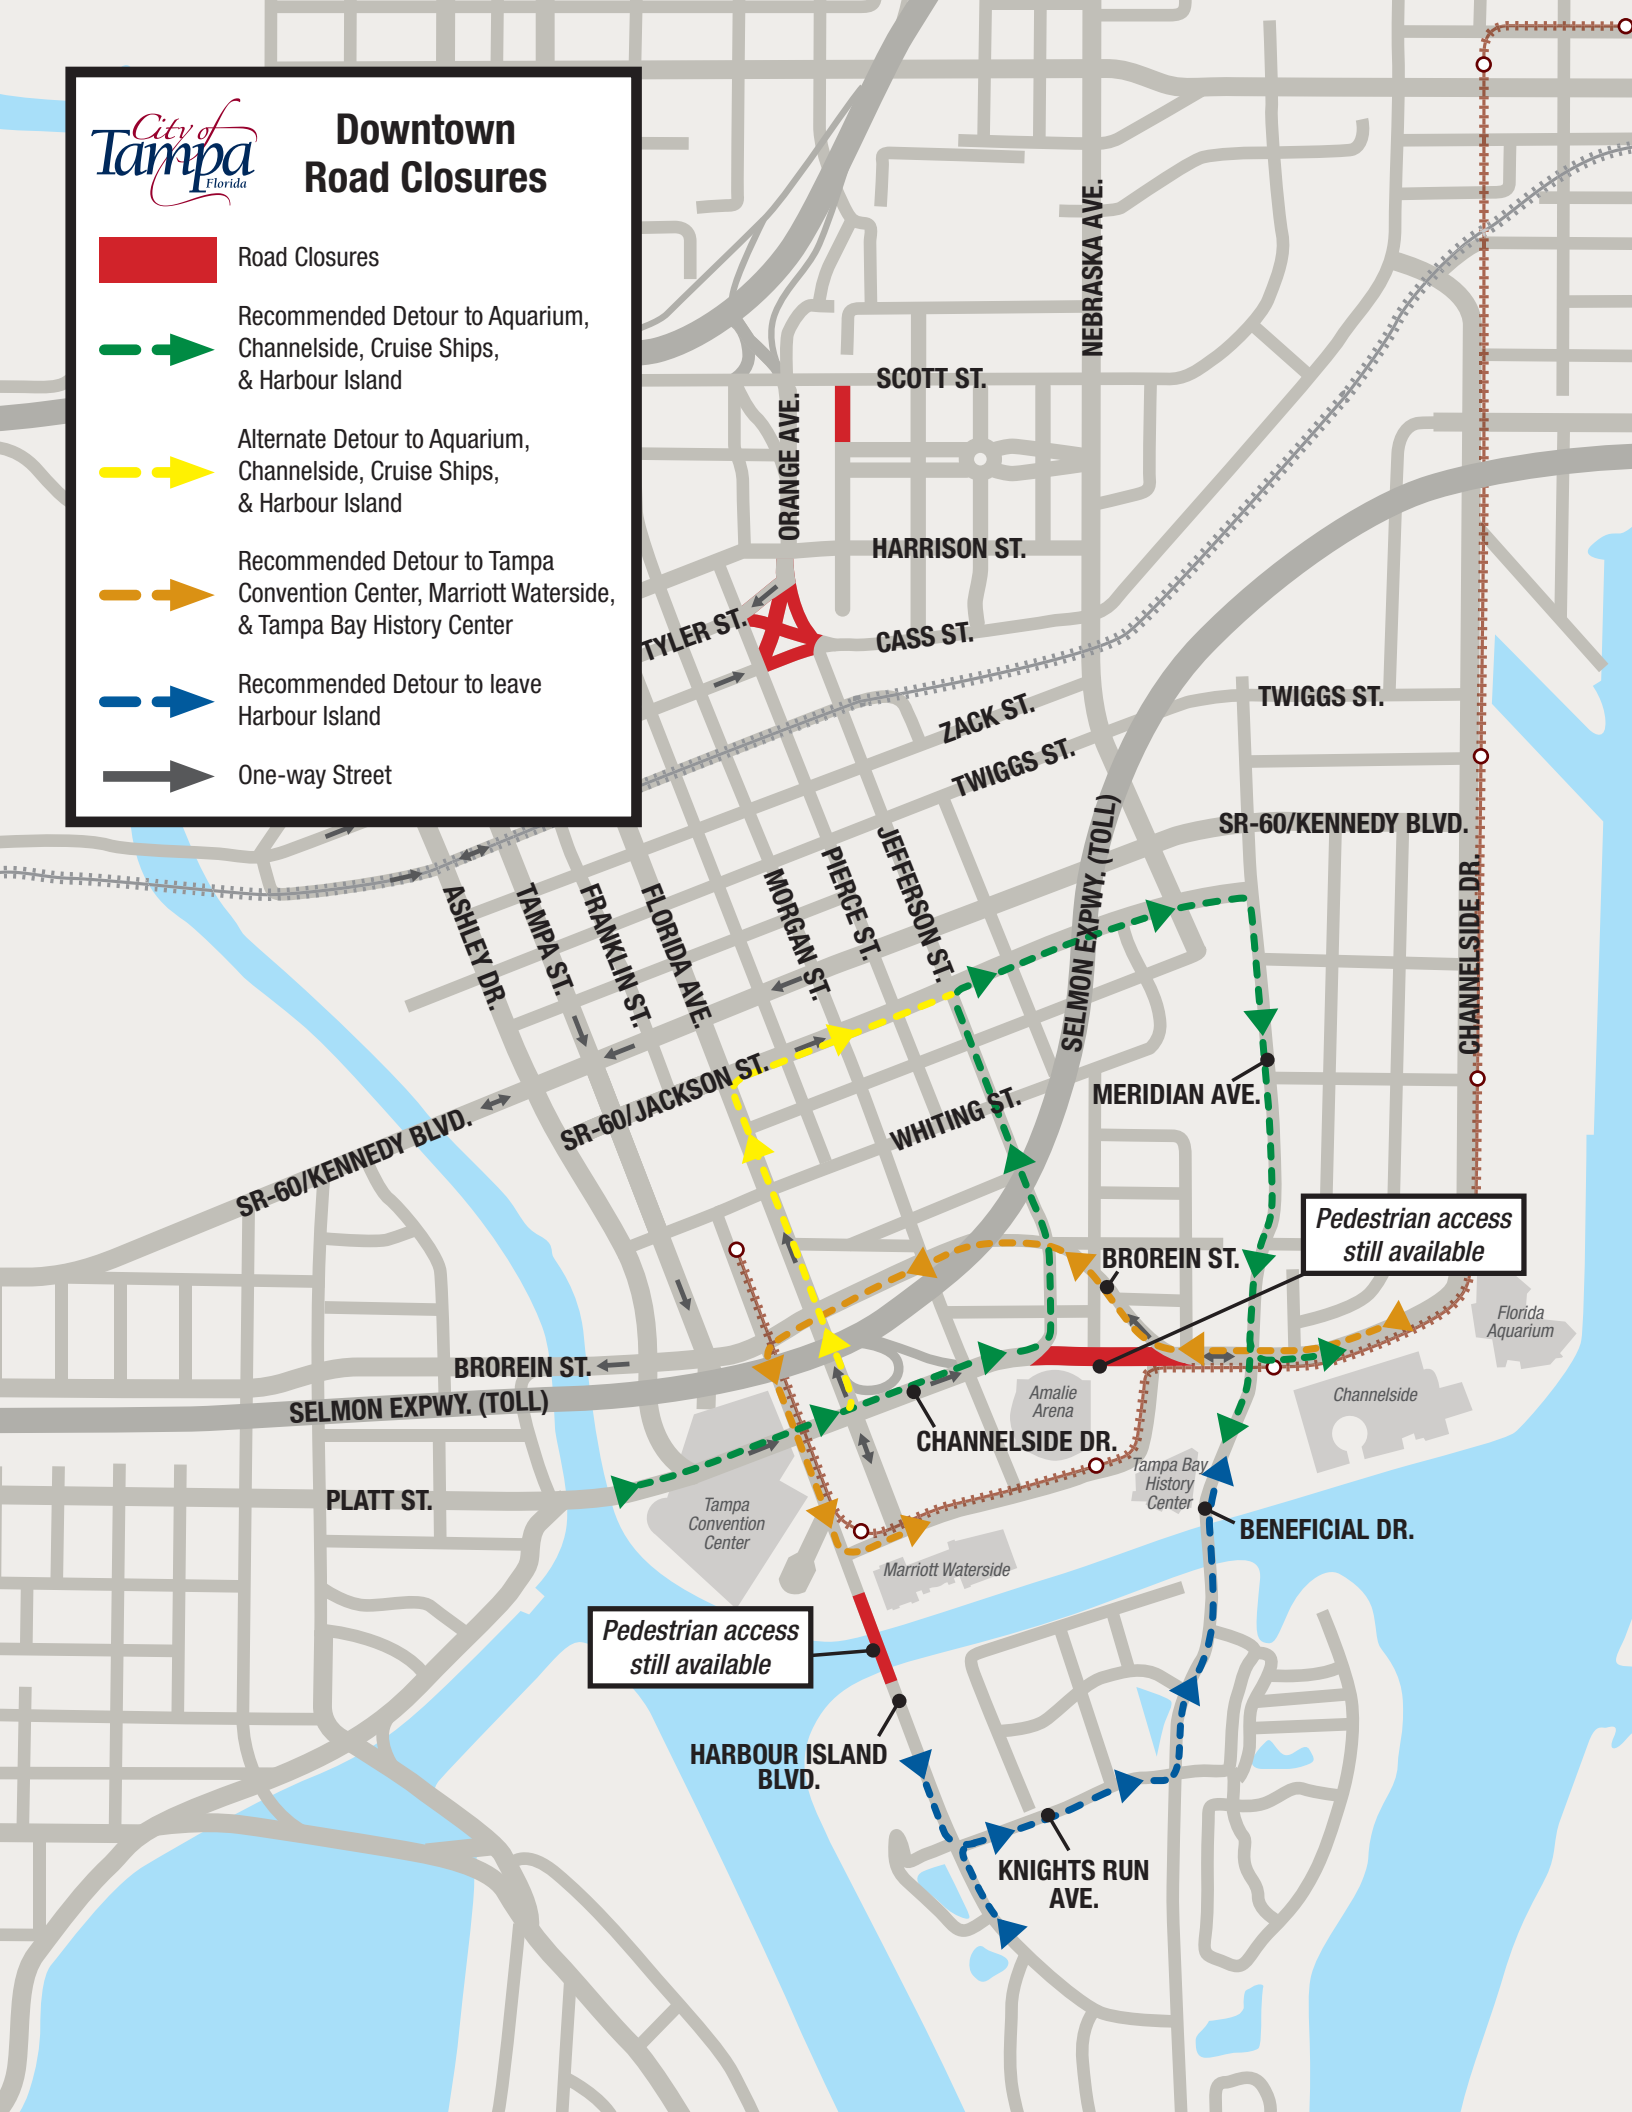 City of
Tampa
Florida
Downtown
Road Closures
Road Closures
Recommended Detour to Aquarium,
Channelside, Cruise Ships,
& Harbour Island
Alternate Detour to Aquarium,
Channelside, Cruise Ships,
& Harbour Island
Recommended Detour to Tampa
Convention Center, Marriott Waterside,
& Tampa Bay History Center
Recommended Detour to leave
Harbour Island
One-way Street
NEBRASKA AVE.
SCOTT ST.
ORANGE AVE.
HARRISON ST.
TYLER ST.
CASS ST.
ZACK ST.
TWIGGS ST.
TWIGGS ST.
SR-60/KENNEDY BLVD.
SELMON EXPWY. (TOLL)
CHANNELSIDE DR.
JEFFERSON ST.
PIERCE ST.
MORGAN ST.
FLORIDA AVE.
FRANKLIN ST.
TAMPA ST.
ASHLEY DR.
SR-60/JACKSON ST.
SR-60/KENNEDY BLVD.
WHITING ST.
MERIDIAN AVE.
Pedestrian access
still available
BROREIN ST.
Florida
Aquarium
BROREIN ST.
SELMON EXPWY. (TOLL)
Amalie
Arena
Channelside
CHANNELSIDE DR.
Tampa Bay
History
Center
PLATT ST.
Tampa
Convention
Center
BENEFICIAL DR.
Marriott Waterside
Pedestrian access
still available
HARBOUR ISLAND
BLVD.
KNIGHTS RUN
AVE.